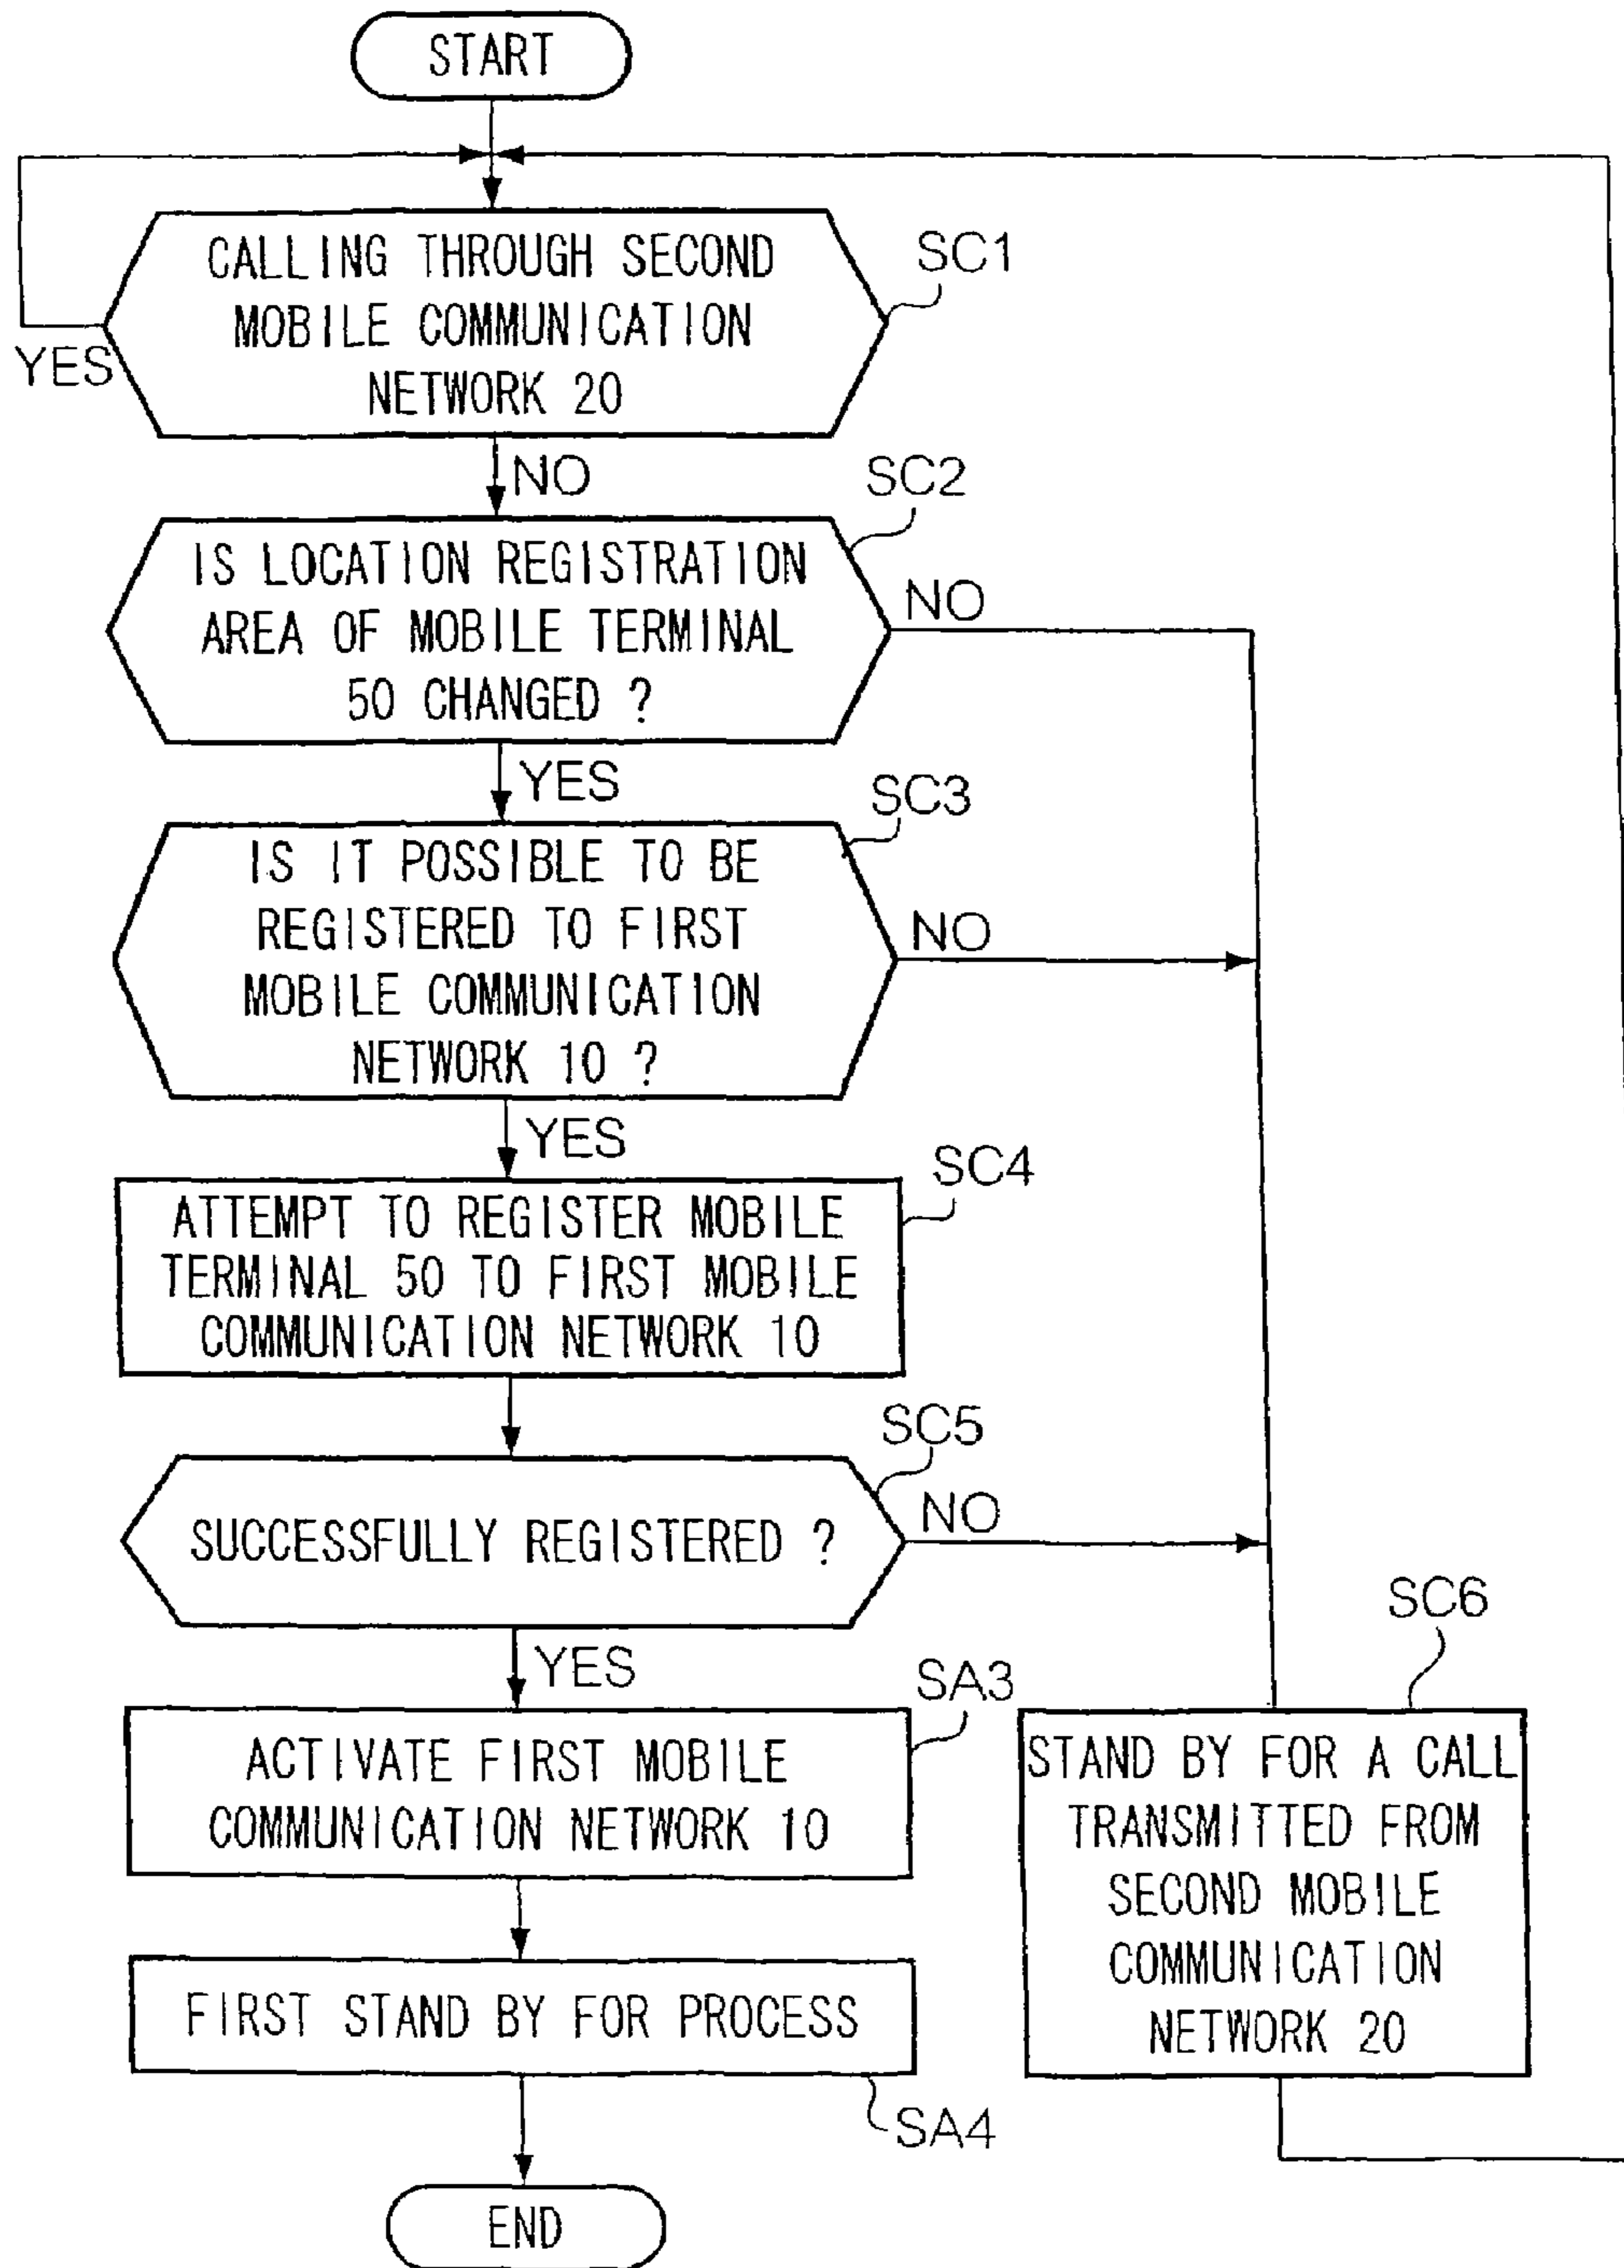 START
CALLING THROUGH SECOND
MOBILE COMMUNICATION
NETWORK 20
SC1
YES
NO
SC2
IS LOCATION REGISTRATION
AREA OF MOBILE TERMINAL
50 CHANGED ?
NO
YES
SC3
IS IT POSSIBLE TO BE
REGISTERED TO FIRST
MOBILE COMMUNICATION
NETWORK 10 ?
NO
YES
SC4
ATTEMPT TO REGISTER MOBILE
TERMINAL 50 TO FIRST MOBILE
COMMUNICATION NETWORK 10
SC5
SUCCESSFULLY REGISTERED ?
NO
YES
SA3
ACTIVATE FIRST MOBILE
COMMUNICATION NETWORK 10
SC6
STAND BY FOR A CALL
TRANSMITTED FROM
SECOND MOBILE
COMMUNICATION
NETWORK 20
FIRST STAND BY FOR PROCESS
SA4
END